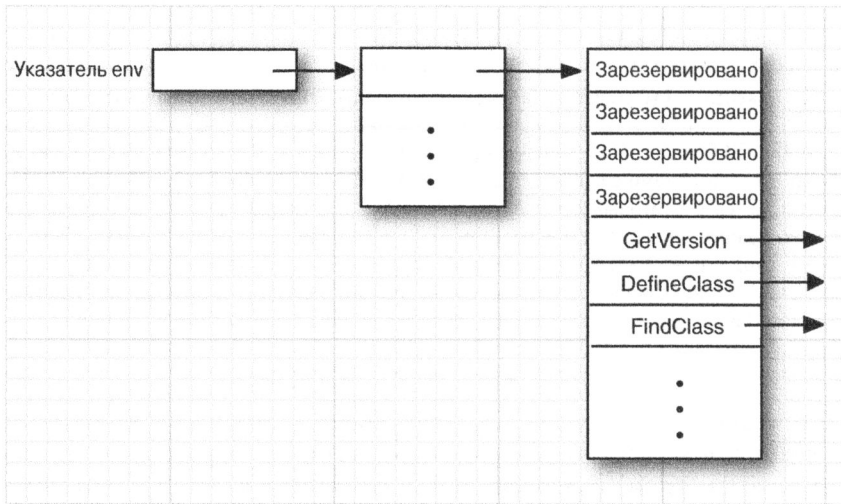 Указатель env
Зарезервировано
Зарезервировано
Зарезервировано
Зарезервировано
GetVersion
DefineClass
FindClass